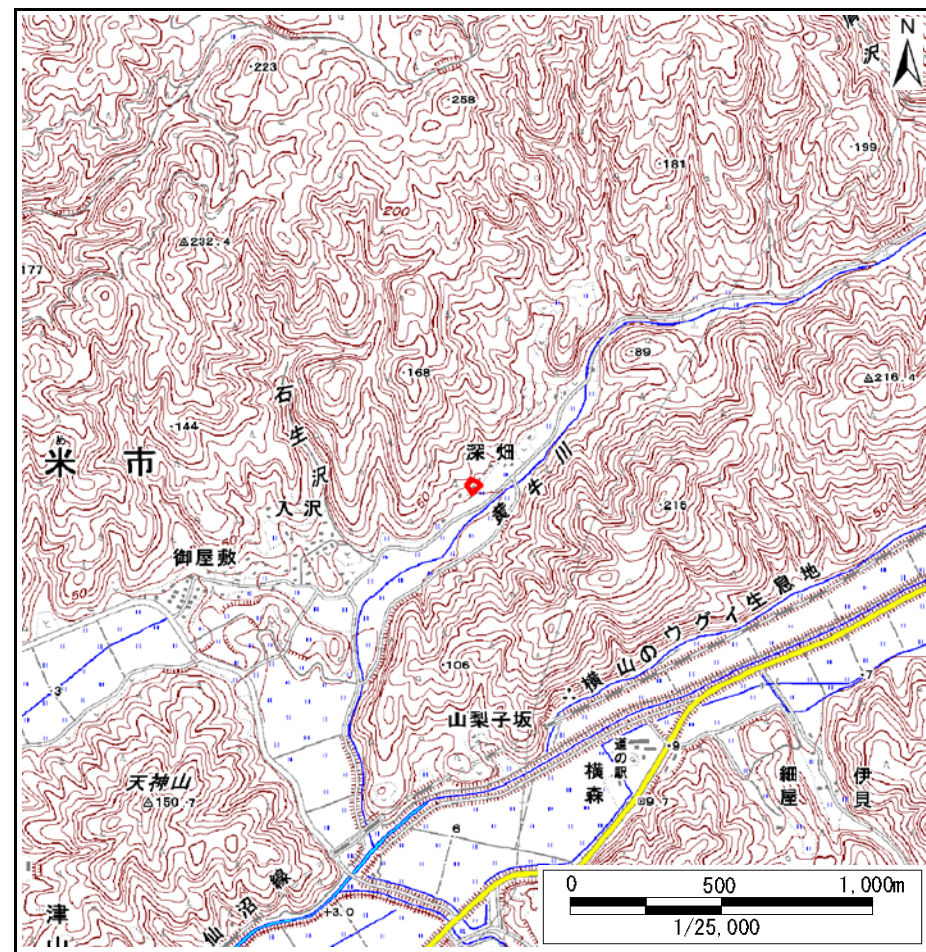 N
223
258
沢
199
181
200
232.4
177
89
168
216.4
石生沢
144
深畑
め
米市
黄牛川
50
入沢
215
50
50
御屋敷
50
横山のウグイ生息地
106
3
7
山梨子坂
道の駅
9
横森
細屋
伊貝
天神山
150.7
9.7
6
仙沼線
+3.0
津山
0 500 1,000m
1/25,000